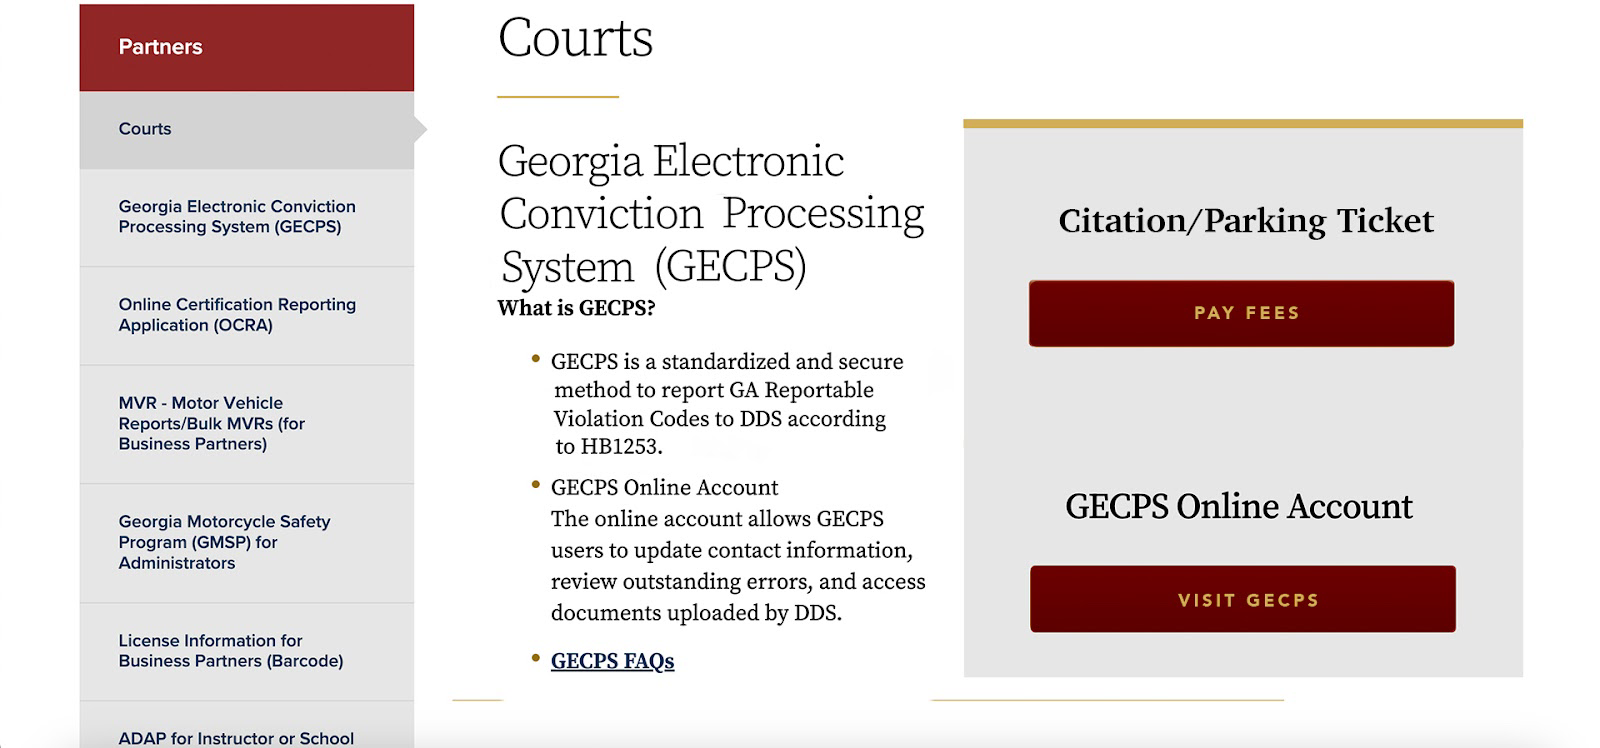 Partners
Courts
Georgia Electronic Conviction
Processing System (GECPS)
Online Certification Reporting
Application (OCRA)
MVR - Motor Vehicle
Reports/Bulk MVRs (for
Business Partners)
Georgia Motorcycle Safety
Program (GMSP) for
Administrators
License Information for
Business Partners (Barcode)
ADAP for Instructor or School
Courts
Georgia Electronic
Conviction Processing
System (GECPS)
What is GECPS?
GECPS is a standardized and secure
method to report GA Reportable
Violation Codes to DDS according
to HB1253.
GECPS Online Account
The online account allows GECPS
users to update contact information,
review outstanding errors, and access
documents uploaded by DDS.
GECPS FAQs
Citation/Parking Ticket
PAY FEES
GECPS Online Account
VISIT GECPS